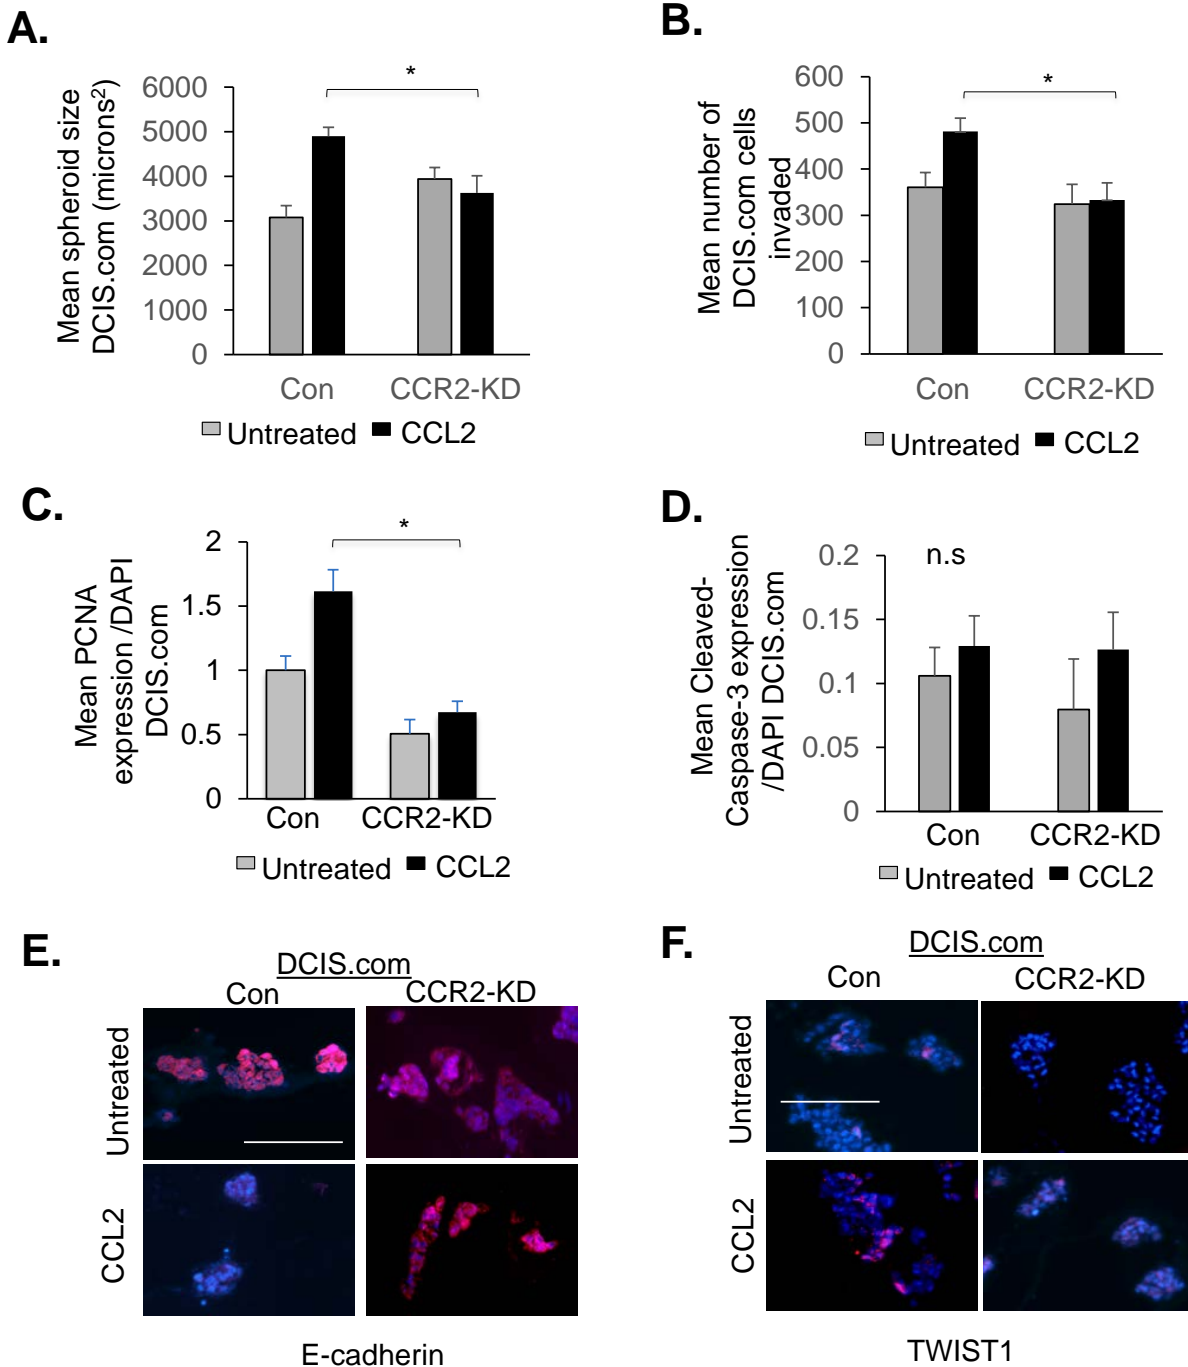 A.
6000
5000
4000
3000
2000
1000
0
Mean spheroid size
DCIS.com (microns²)
*
Con
CCR2-KD
Untreated
CCL2
B.
600
500
400
300
200
100
0
Mean number of
DCIS.com cells
invaded
*
Con
CCR2-KD
Untreated
CCL2
C.
2
1.5
1
0.5
0
Mean PCNA
expression /DAPI
DCIS.com
*
Con
CCR2-KD
Untreated
CCL2
D.
0.2
0.15
0.1
0.05
0
Mean Cleaved-
Caspase-3 expression
/DAPI DCIS.com
n.s
Con
CCR2-KD
Untreated
CCL2
E.
DCIS.com
Con
CCR2-KD
Untreated
CCL2
E-cadherin
F.
DCIS.com
Con
CCR2-KD
Untreated
CCL2
TWIST1